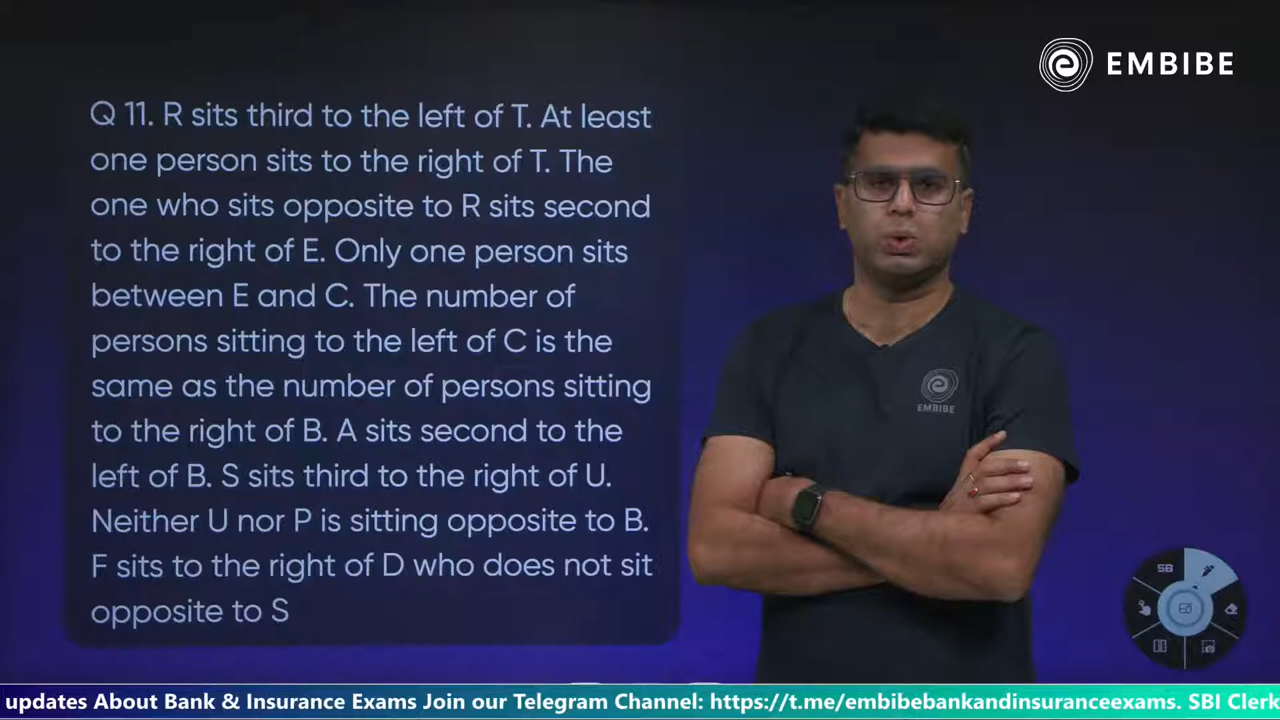 EMBIBE
Q 11. R sits third to the left of T. At least
one person sits to the right of T. The
one who sits opposite to R sits second
to the right of E. Only one person sits
between E and C. The number of
persons sitting to the left of C is the
same as the number of persons sitting
to the right of B. A sits second to the
left of B. S sits third to the right of U.
Neither U nor P is sitting opposite to B.
F sits to the right of D who does not sit
opposite to S
EMBIBE
SB
updates About Bank & Insurance Exams Join our Telegram Channel: https://t.me/embibebankandinsuranceexams. SBI Clerk